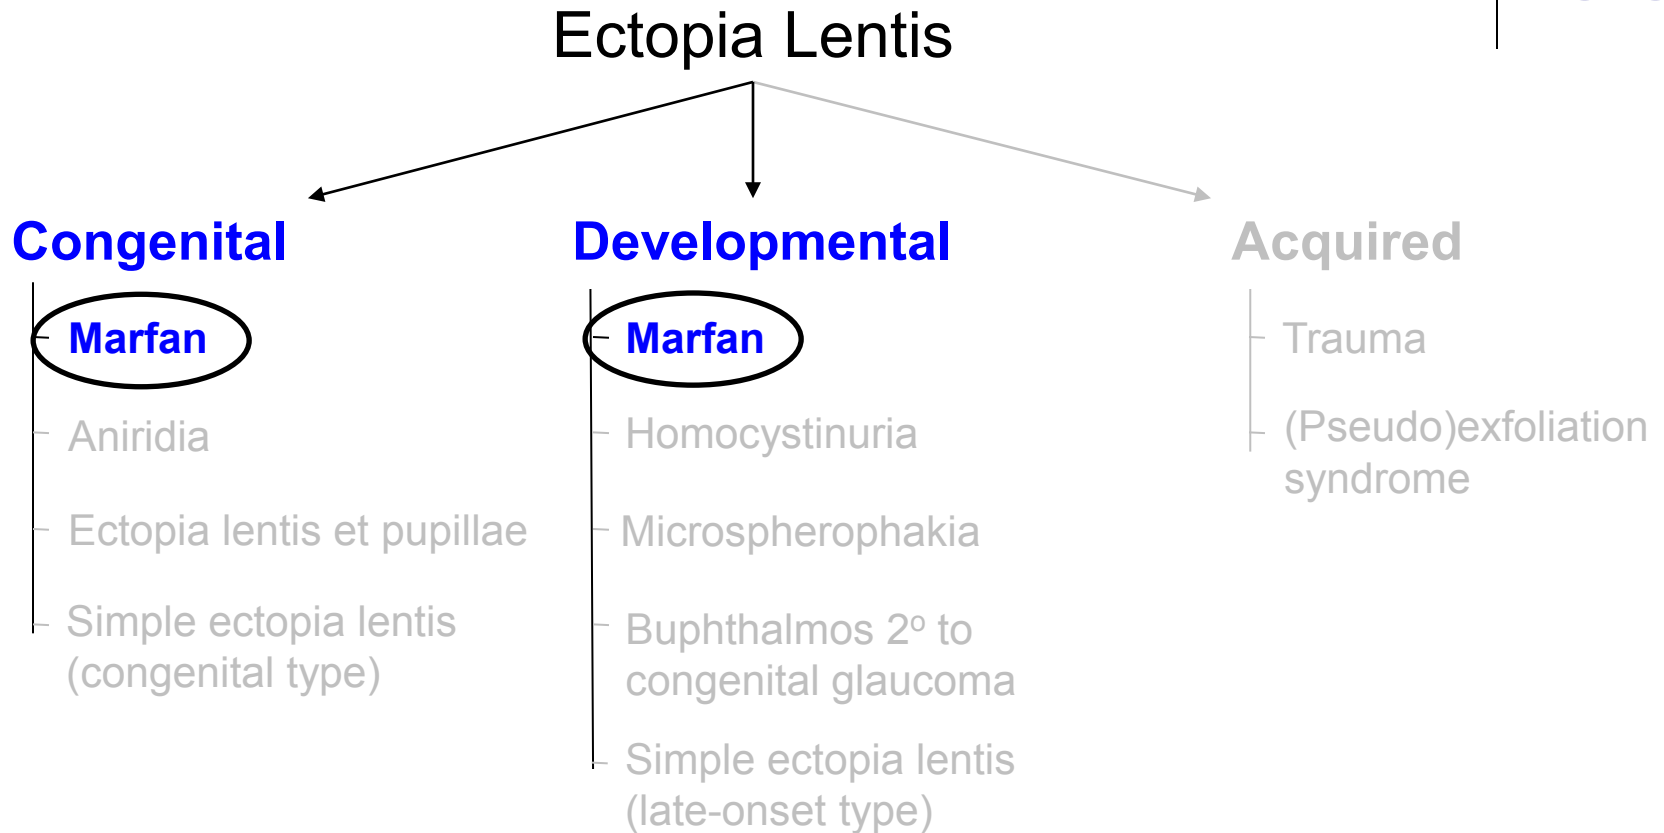 Ectopia Lentis
Congenital
Marfan
Aniridia
Ectopia lentis et pupillae
Simple ectopia lentis
(congenital type)
Developmental
Marfan
Homocystinuria
Microspherophakia
Buphthalmos 2º to
congenital glaucoma
Simple ectopia lentis
(late-onset type)
Acquired
Trauma
(Pseudo)exfoliation
syndrome